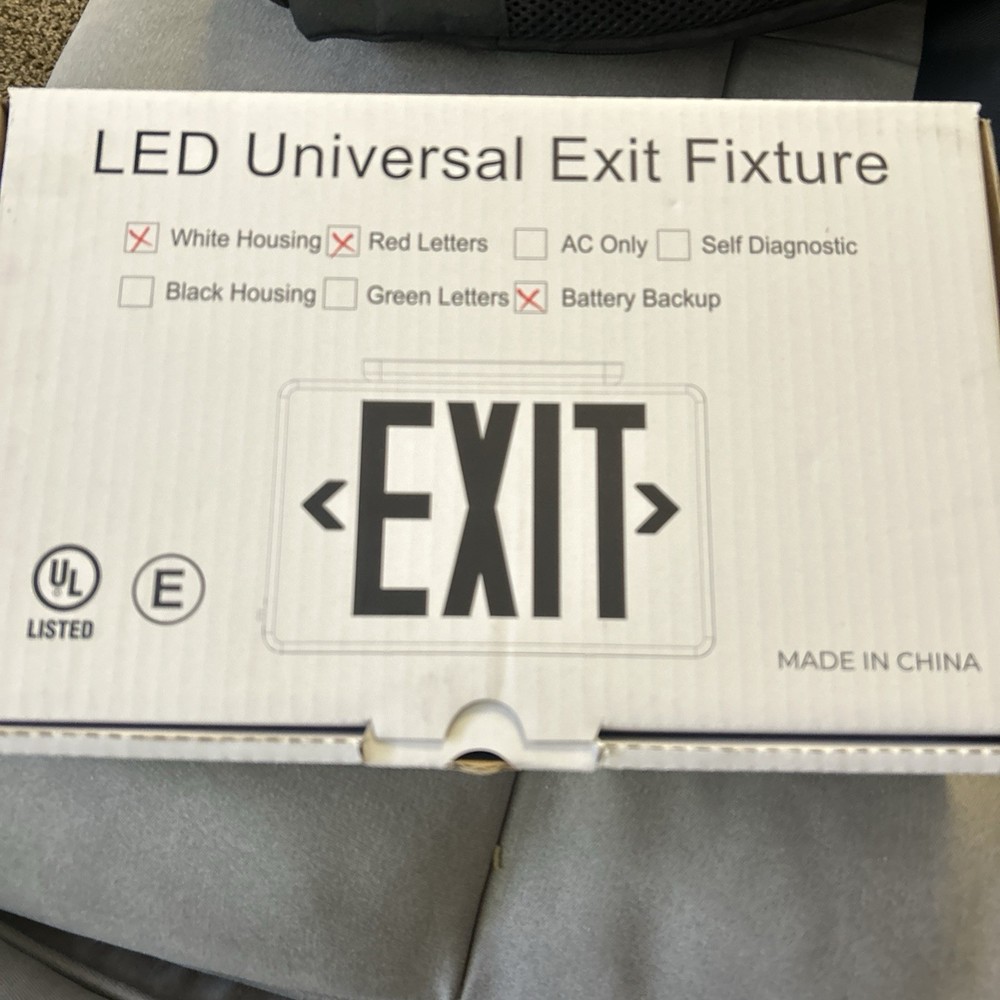 LED Universal Exit Fixture
White Housing Red Letters AC Only Self Diagnostic
Black Housing Green Letters Battery Backup
EXIT
UL
LISTED
E
MADE IN CHINA